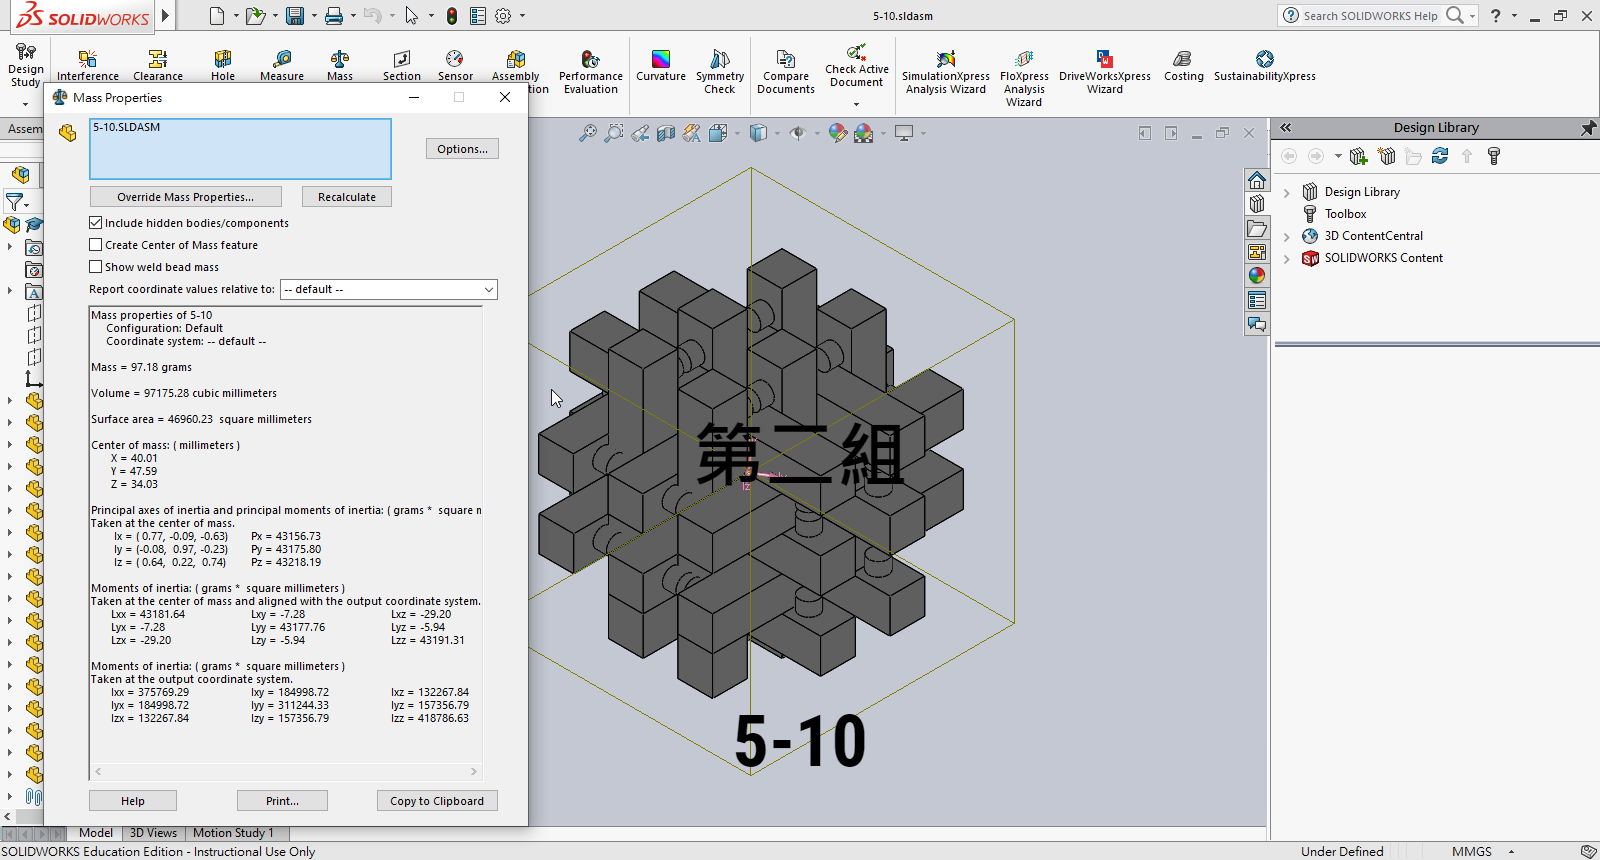 SOLIDWORKS
5-10.sldasm
Search SOLIDWORKS Help
Design Study
Interference
Clearance
Hole
Measure
Mass
Section
Sensor
Assembly
Performance Evaluation
Curvature
Symmetry Check
Compare Documents
Check Active Document
SimulationXpress Analysis Wizard
FloXpress Analysis Wizard
DriveWorksXpress Wizard
Costing
SustainabilityXpress
Assem
Mass Properties
5-10.SLDASM
Options...
Override Mass Properties...
Recalculate
Include hidden bodies/components
Create Center of Mass feature
Show weld bead mass
Report coordinate values relative to: -- default --
Mass properties of 5-10
Configuration: Default
Coordinate system: -- default --
Mass = 97.18 grams
Volume = 97175.28 cubic millimeters
Surface area = 46960.23 square millimeters
Center of mass: ( millimeters )
X = 40.01
Y = 47.59
Z = 34.03
Principal axes of inertia and principal moments of inertia: ( grams * square
Taken at the center of mass.
Ix = ( 0.77, -0.09, -0.63) Px = 43156.73
Iy = (-0.08, 0.97, -0.23) Py = 43175.80
Iz = ( 0.64, 0.22, 0.74) Pz = 43218.19
Moments of inertia: ( grams * square millimeters )
Taken at the center of mass and aligned with the output coordinate system.
Lxx = 43181.64 Lxy = -7.28 Lxz = -29.20
Lyx = -7.28 Lyy = 43177.76 Lyz = -5.94
Lzx = -29.20 Lzy = -5.94 Lzz = 43191.31
Moments of inertia: ( grams * square millimeters )
Taken at the output coordinate system.
Ixx = 375769.29 Ixy = 184998.72 Ixz = 132267.84
Iyx = 184998.72 Iyy = 311244.33 Iyz = 157356.79
Izx = 132267.84 Izy = 157356.79 Izz = 418786.63
Help
Print...
Copy to Clipboard
第二組
5-10
Design Library
Design Library
Toolbox
3D ContentCentral
SOLIDWORKS Content
Model
3D Views
Motion Study 1
SOLIDWORKS Education Edition - Instructional Use Only
Under Defined
MMGS